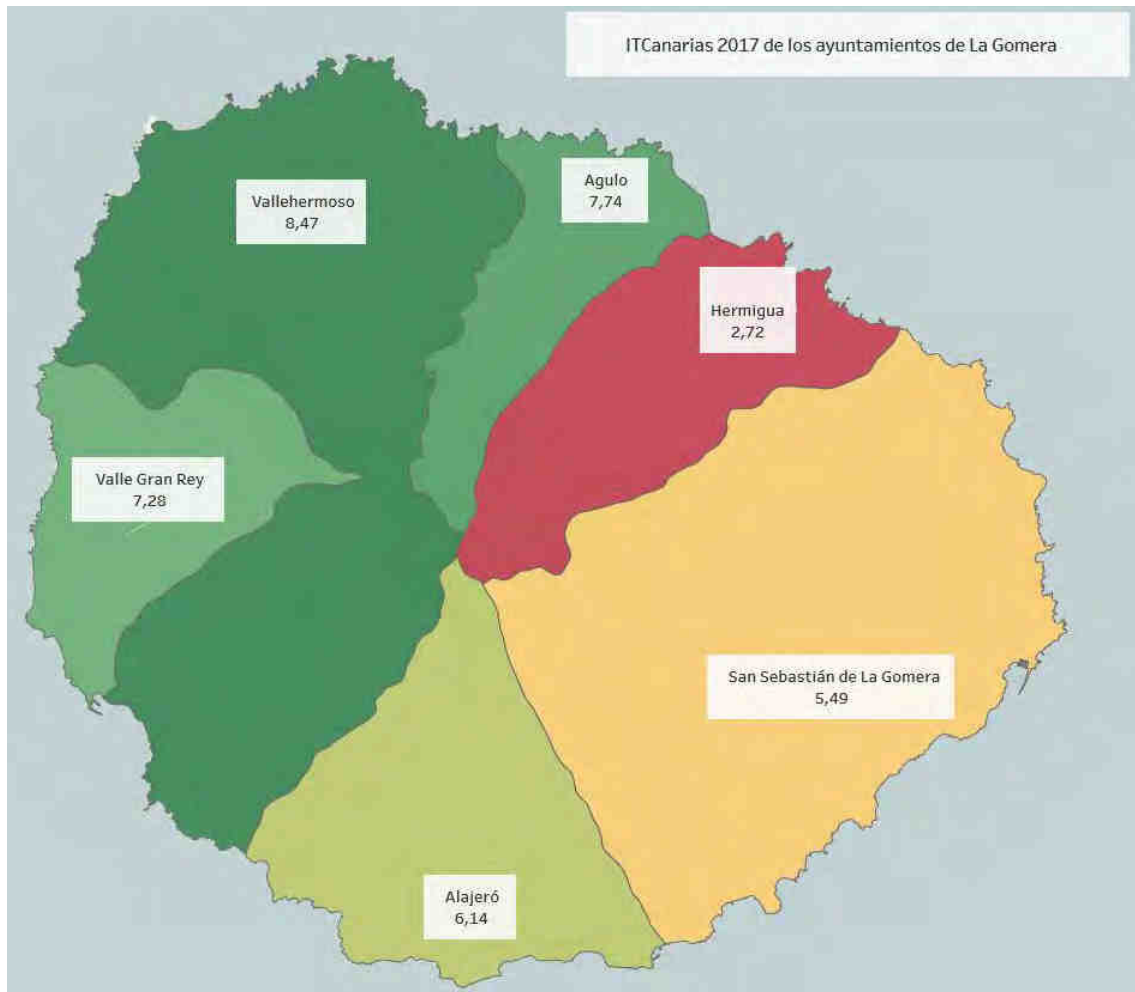 ITCanarias 2017 de los ayuntamientos de La Gomera
Agulo
7,74
Vallehermoso
8,47
Hermigua
2,72
Valle Gran Rey
7,28
San Sebastián de La Gomera
5,49
Alajeró
6,14